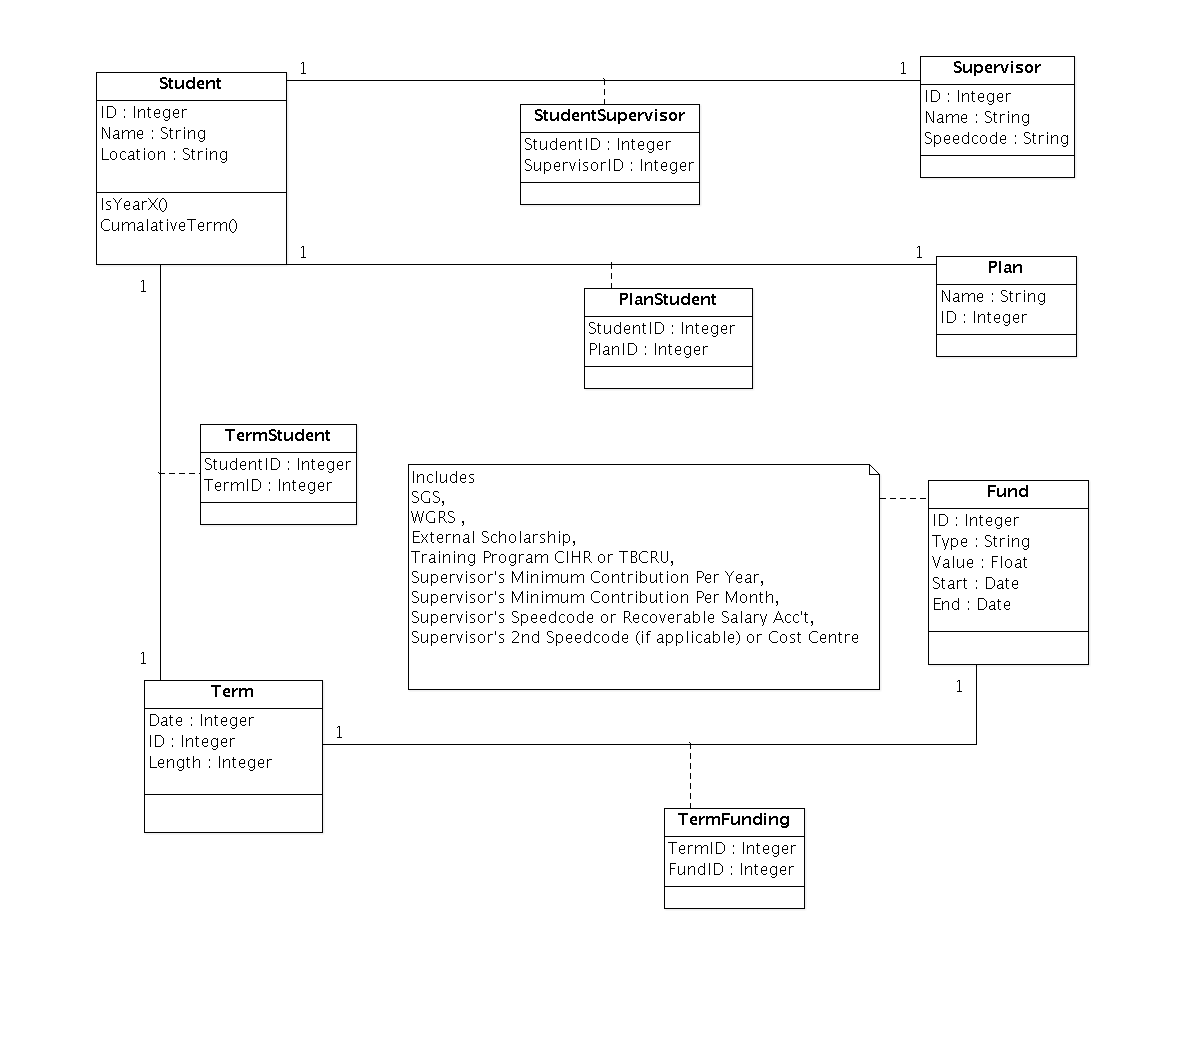 1
1
Student
ID : Integer
Name : String
Location : String
IsYearX()
CumalativeTerm()
StudentSupervisor
StudentID : Integer
SupervisorID : Integer
Supervisor
ID : Integer
Name : String
Speedcode : String
1
1
1
PlanStudent
StudentID : Integer
PlanID : Integer
Plan
Name : String
ID : Integer
TermStudent
StudentID : Integer
TermID : Integer
Includes
SGS,
WGRS ,
External Scholarship,
Training Program CIHR or TBCRU,
Supervisor's Minimum Contribution Per Year,
Supervisor's Minimum Contribution Per Month,
Supervisor's Speedcode or Recoverable Salary Acc't,
Supervisor's 2nd Speedcode (if applicable) or Cost Centre
Fund
ID : Integer
Type : String
Value : Float
Start : Date
End : Date
1
1
Term
Date : Integer
ID : Integer
Length : Integer
1
TermFunding
TermID : Integer
FundID : Integer